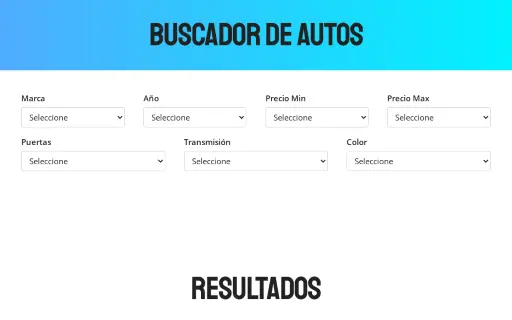 BUSCADOR DE AUTOS
Marca Año Precio Min Precio Max
Seleccione Seleccione Seleccione Seleccione
Puertas Transmisión Color
Seleccione Seleccione Seleccione
RESULTADOS